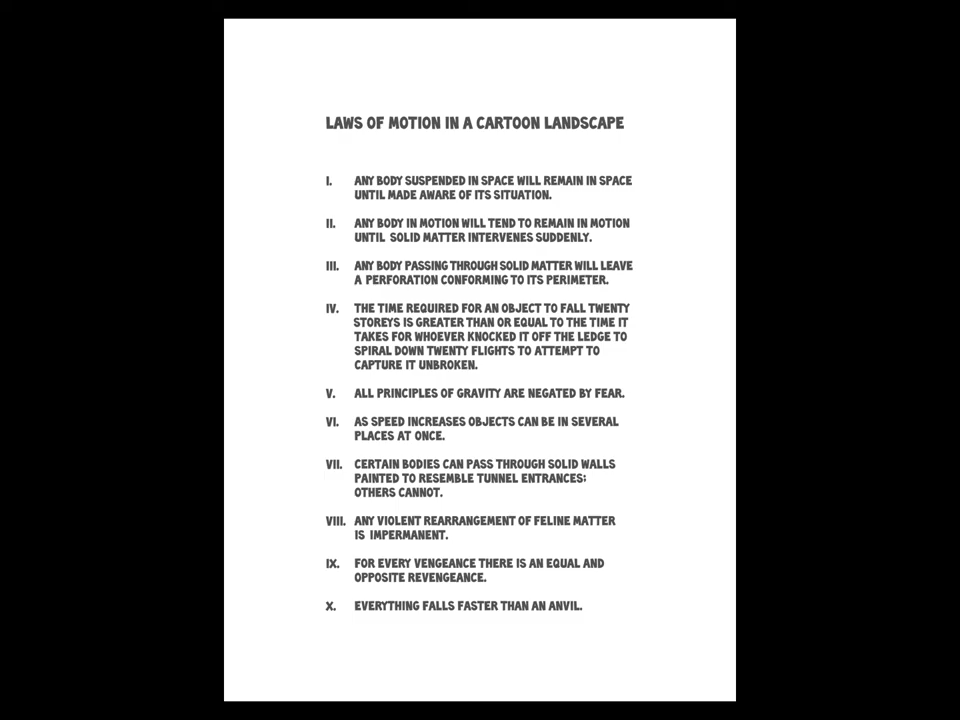 LAWS OF MOTION IN A CARTOON LANDSCAPE
I. ANY BODY SUSPENDED IN SPACE WILL REMAIN IN SPACE
UNTIL MADE AWARE OF ITS SITUATION.
II. ANY BODY IN MOTION WILL TEND TO REMAIN IN MOTION
UNTIL SOLID MATTER INTERVENES SUDDENLY.
III. ANY BODY PASSING THROUGH SOLID MATTER WILL LEAVE
A PERFORATION CONFORMING TO ITS PERIMETER.
IV. THE TIME REQUIRED FOR AN OBJECT TO FALL TWENTY
STOREYS IS GREATER THAN OR EQUAL TO THE TIME IT
TAKES FOR WHOEVER KNOCKED IT OFF THE LEDGE TO
SPIRAL DOWN TWENTY FLIGHTS TO ATTEMPT TO
CAPTURE IT UNBROKEN.
V. ALL PRINCIPLES OF GRAVITY ARE NEGATED BY FEAR.
VI. AS SPEED INCREASES OBJECTS CAN BE IN SEVERAL
PLACES AT ONCE.
VII. CERTAIN BODIES CAN PASS THROUGH SOLID WALLS
PAINTED TO RESEMBLE TUNNEL ENTRANCES;
OTHERS CANNOT.
VIII. ANY VIOLENT REARRANGEMENT OF FELINE MATTER
IS IMPERMANENT.
IX. FOR EVERY VENGEANCE THERE IS AN EQUAL AND
OPPOSITE REVENGEANCE.
X. EVERYTHING FALLS FASTER THAN AN ANVIL.